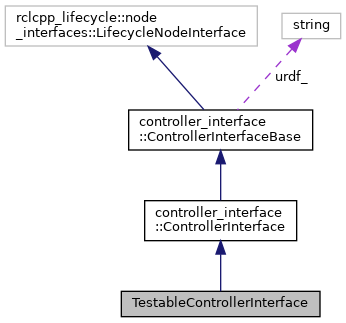 rclcpp_lifecycle::node
_interfaces::LifecycleNodeInterface
string
urdf_
controller_interface
::ControllerInterfaceBase
controller_interface
::ControllerInterface
TestableControllerInterface